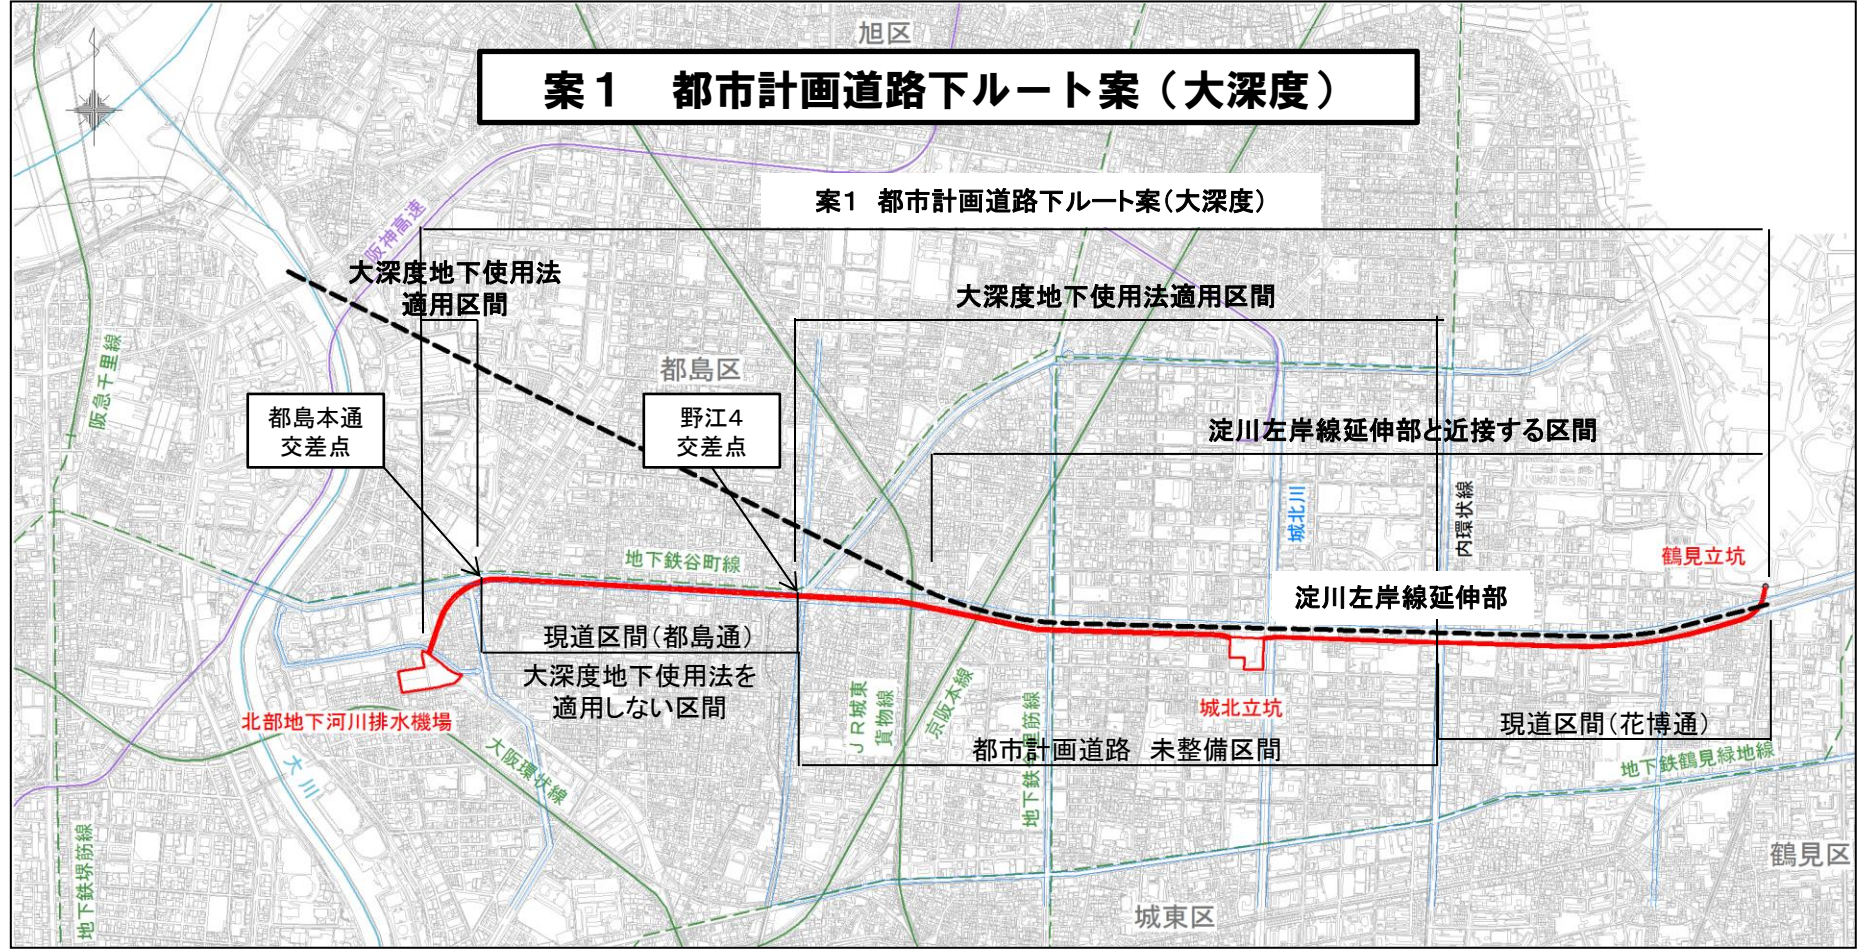 旭区
案１　都市計画道路下ルート案（大深度）
案1　都市計画道路下ルート案(大深度)
阪神高速
大深度地下使用法
適用区間
大深度地下使用法適用区間
阪急千里線
都島区
都島本通
交差点
野江4
交差点
淀川左岸線延伸部と近接する区間
城北川
内環状線
地下鉄谷町線
鶴見立坑
淀川左岸線延伸部
現道区間(都島通)
大深度地下使用法を
適用しない区間
北部地下河川排水機場
大川
大阪環状線
JR城東
貨物線
京阪本線
城北立坑
現道区間(花博通)
都市計画道路　未整備区間
地下鉄鶴見緑地線
地下鉄堺筋線
鶴見区
城東区